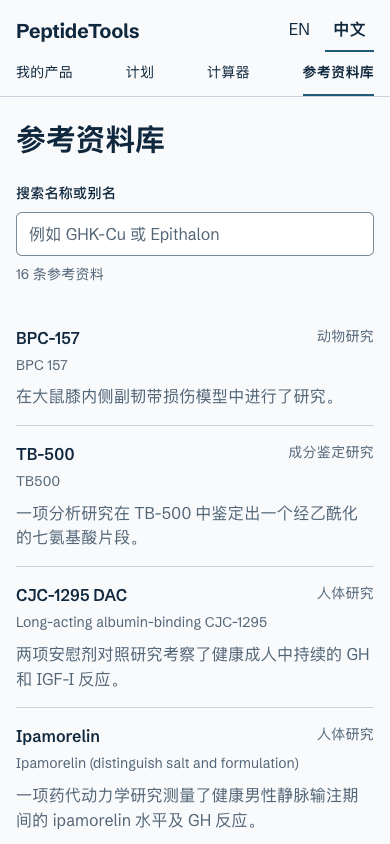 PeptideTools
EN 中文
我的产品 计划 计算器 参考资料库
参考资料库
搜索名称或别名
例如 GHK-Cu 或 Epithalon
16 条参考资料
BPC-157 动物研究
BPC 157
在大鼠膝内侧副韧带损伤模型中进行了研究。
TB-500 成分鉴定研究
TB500
一项分析研究在 TB-500 中鉴定出一个经乙酰化
的七氨基酸片段。
CJC-1295 DAC 人体研究
Long-acting albumin-binding CJC-1295
两项安慰剂对照研究考察了健康成人中持续的 GH
和 IGF-I 反应。
Ipamorelin 人体研究
Ipamorelin (distinguish salt and formulation)
一项药代动力学研究测量了健康男性静脉输注期
间的 ipamorelin 水平及 GH 反应。